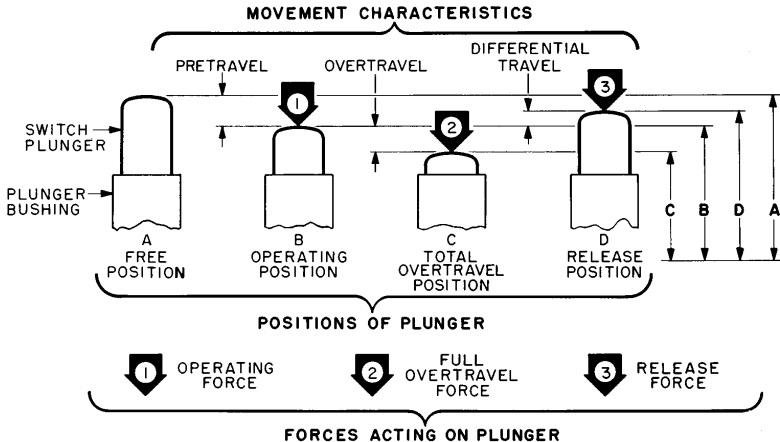 MOVEMENT CHARACTERISTICS
PRETRAVEL
OVERTRAVEL
DIFFERENTIAL
TRAVEL
1
2
3
SWITCH
PLUNGER
PLUNGER
BUSHING
A
FREE
POSITION
B
OPERATING
POSITION
C
TOTAL
OVERTRAVEL
POSITION
D
RELEASE
POSITION
C
B
D
A
POSITIONS OF PLUNGER
1
OPERATING
FORCE
2
FULL
OVERTRAVEL
FORCE
3
RELEASE
FORCE
FORCES ACTING ON PLUNGER